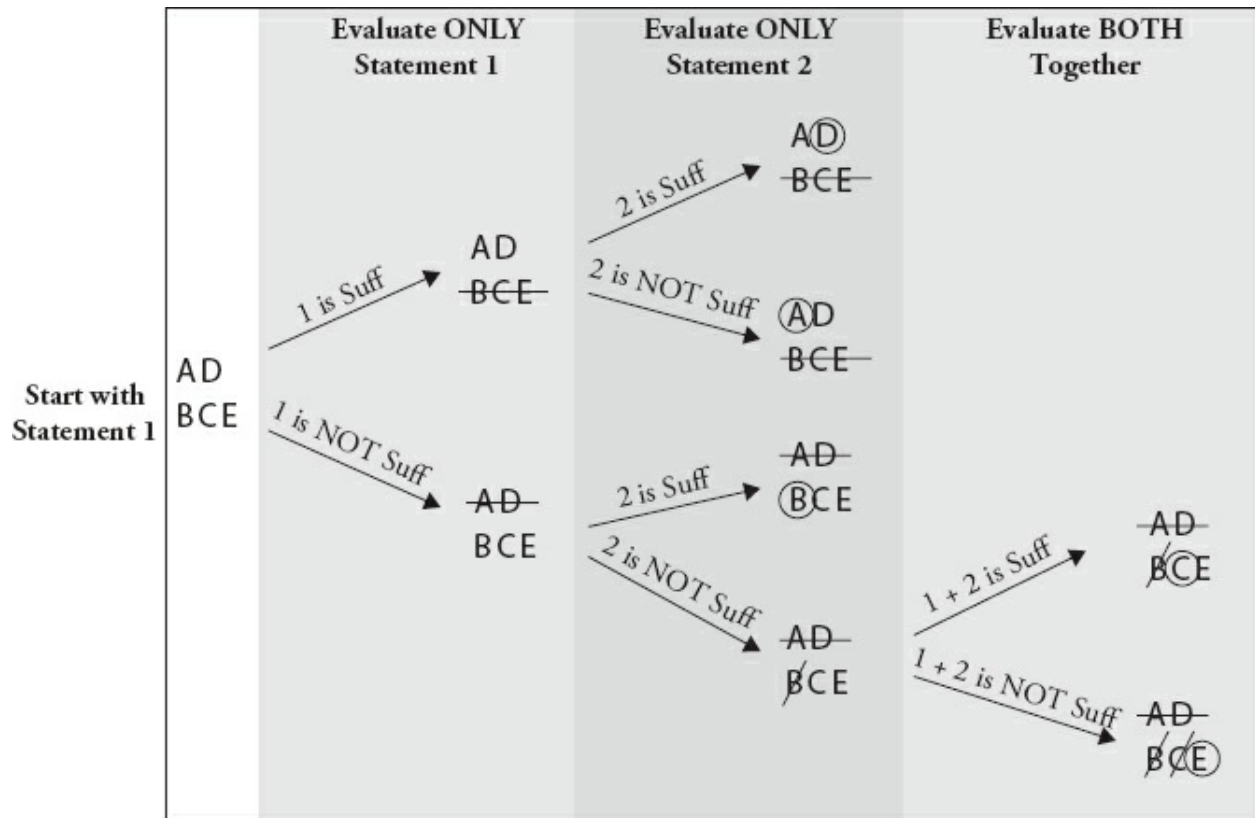 Evaluate ONLY
Statement 1
Evaluate ONLY
Statement 2
Evaluate BOTH
Together
Start with
Statement 1
AD
BCE
1 is Suff
AD
BCE
1 is NOT Suff
AD
BCE
2 is Suff
AD
BCE
2 is NOT Suff
AD
BCE
2 is Suff
AD
BCE
2 is NOT Suff
AD
BCE
1 + 2 is Suff
AD
BCE
1 + 2 is NOT Suff
AD
BCE